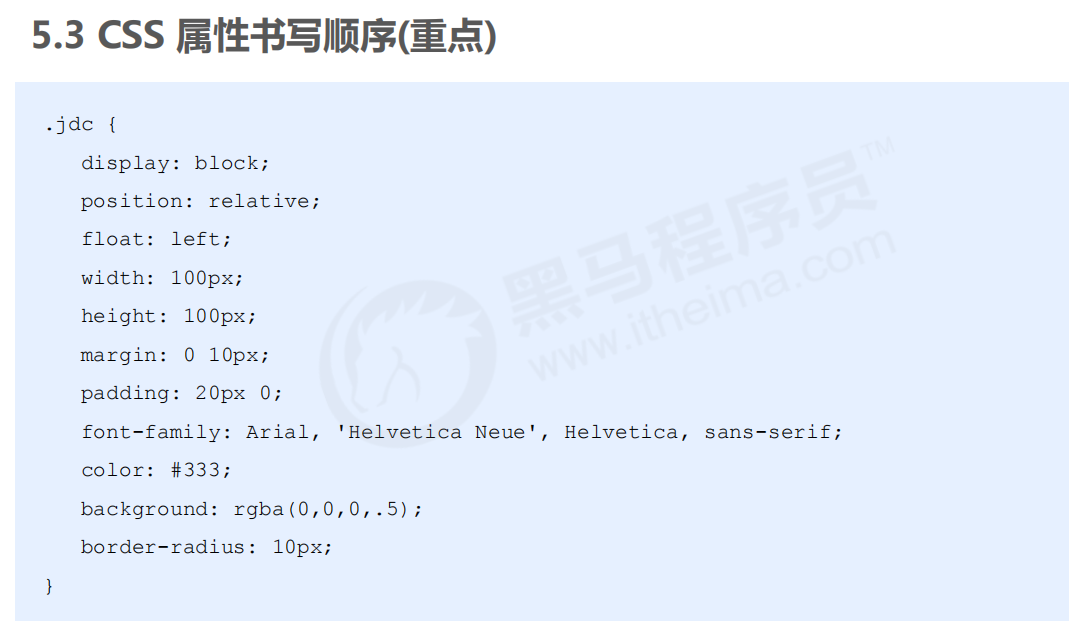 5.3 CSS 属性书写顺序(重点)
.jdc {
display: block;
position: relative;
float: left;
width: 100px;
height: 100px;
margin: 0 10px;
padding: 20px 0;
font-family: Arial, 'Helvetica Neue', Helvetica, sans-serif;
color: #333;
background: rgba(0,0,0,.5);
border-radius: 10px;
}
黑马程序员™
www.itheima.com